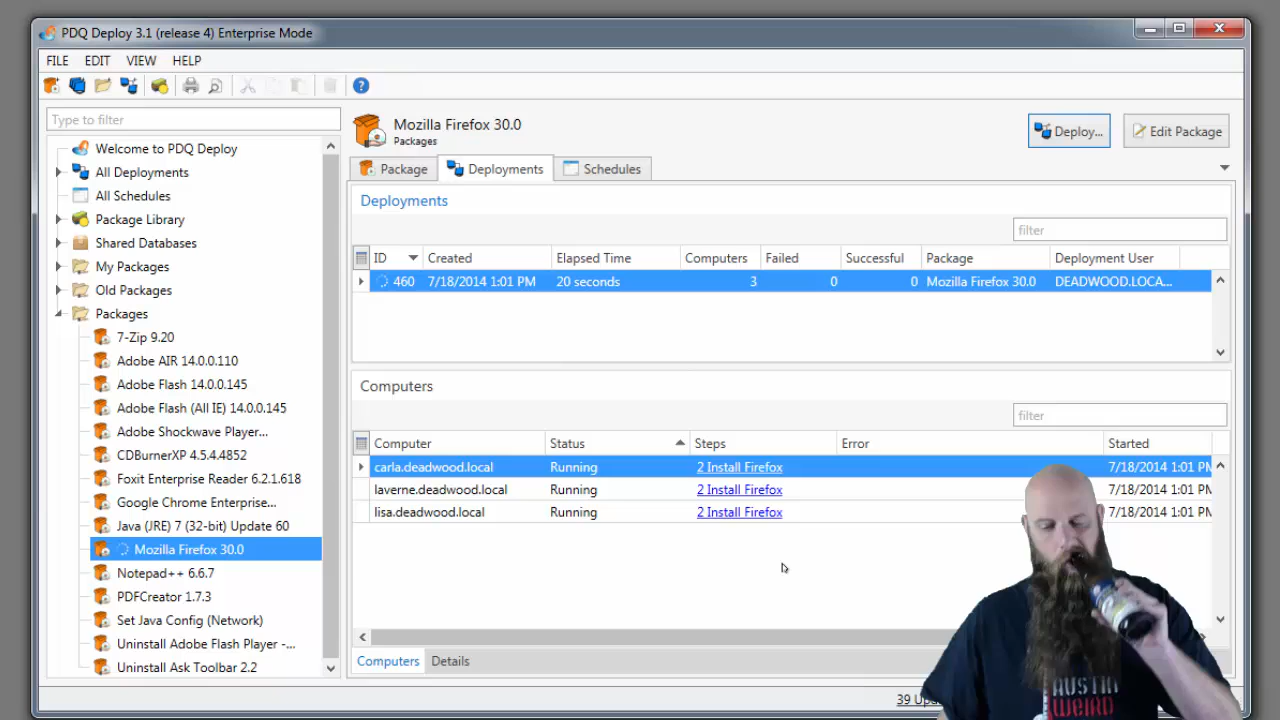 PDQ Deploy 3.1 (release 4) Enterprise Mode
FILE EDIT VIEW HELP
Type to filter
Welcome to PDQ Deploy
All Deployments
All Schedules
Package Library
Shared Databases
My Packages
Old Packages
Packages
7-Zip 9.20
Adobe AIR 14.0.0.110
Adobe Flash 14.0.0.145
Adobe Flash (All IE) 14.0.0.145
Adobe Shockwave Player...
CDBurnerXP 4.5.4.4852
Foxit Enterprise Reader 6.2.1.618
Google Chrome Enterprise...
Java (JRE) 7 (32-bit) Update 60
Mozilla Firefox 30.0
Notepad++ 6.6.7
PDFCreator 1.7.3
Set Java Config (Network)
Uninstall Adobe Flash Player -...
Uninstall Ask Toolbar 2.2
Mozilla Firefox 30.0
Packages
Deploy... Edit Package
Package Deployments Schedules
Deployments
filter
ID Created Elapsed Time Computers Failed Successful Package Deployment User
460 7/18/2014 1:01 PM 20 seconds 3 0 0 Mozilla Firefox 30.0 DEADWOOD.LOCA...
Computers
filter
Computer Status Steps Error Started
carla.deadwood.local Running 2 Install Firefox 7/18/2014 1:01 PM
laverne.deadwood.local Running 2 Install Firefox 7/18/2014 1:01 PM
lisa.deadwood.local Running 2 Install Firefox 7/18/2014 1:01 PM
Computers Details
39
AUSTIN
WEIRD